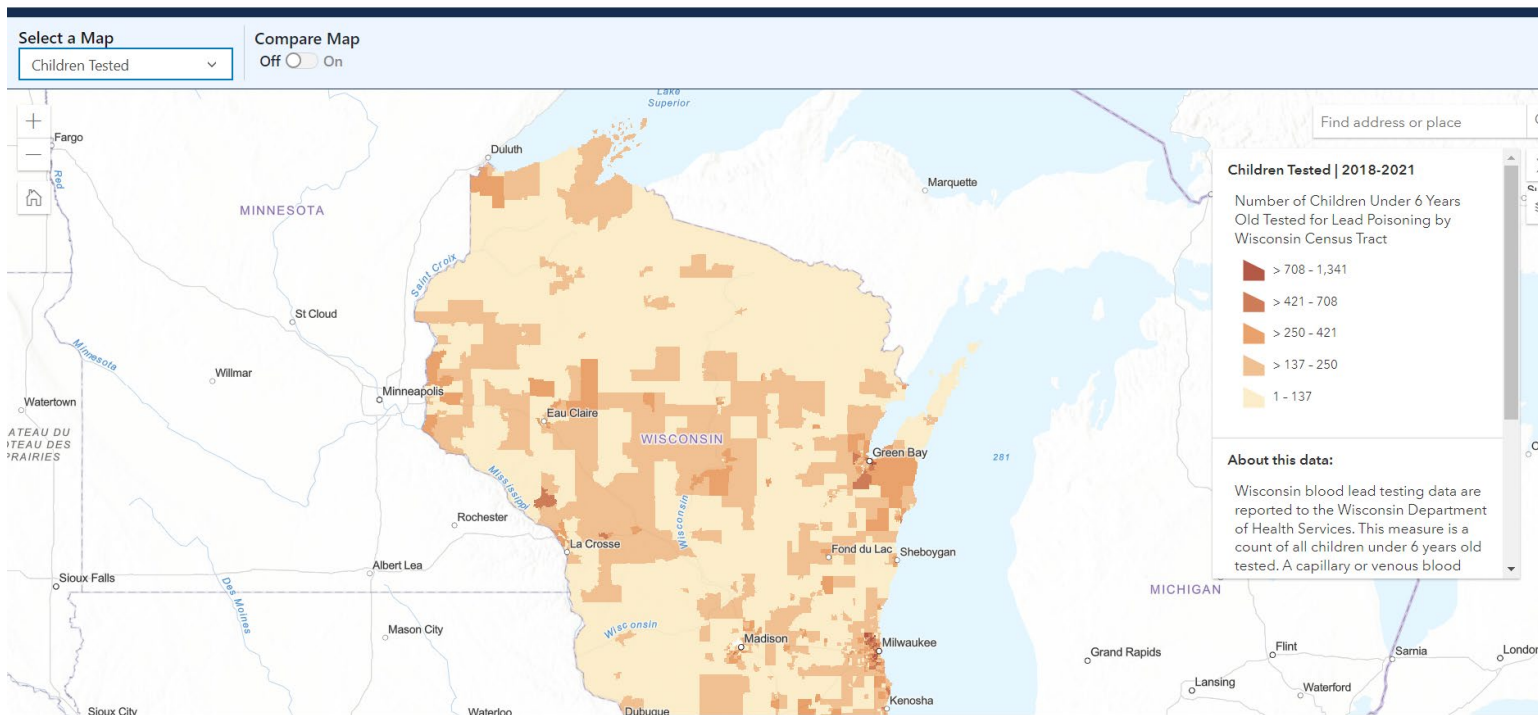 Select a Map
Children Tested
Compare Map
Off
On
+
−
Find address or place
Children Tested | 2018-2021
Number of Children Under 6 Years
Old Tested for Lead Poisoning by
Wisconsin Census Tract
> 708 - 1,341
> 421 - 708
> 250 - 421
> 137 - 250
1 - 137
About this data:
Wisconsin blood lead testing data are
reported to the Wisconsin Department
of Health Services. This measure is a
count of all children under 6 years old
tested. A capillary or venous blood
Lake
Superior
Fargo
Red
Duluth
Marquette
MINNESOTA
Saint Croix
St Cloud
Minnesota
Willmar
Minneapolis
Watertown
ATEAU DU
OTEAU DES
PRAIRIES
Eau Claire
WISCONSIN
Green Bay
281
Mississippi
Wisconsin
Rochester
La Crosse
Fond du Lac
Sheboygan
Albert Lea
Sioux Falls
Des Moines
MICHIGAN
Mason City
Wisconsin
Madison
Milwaukee
Grand Rapids
Flint
Sarnia
London
Lansing
Waterford
Kenosha
Sioux City
Waterloo
Dubuque